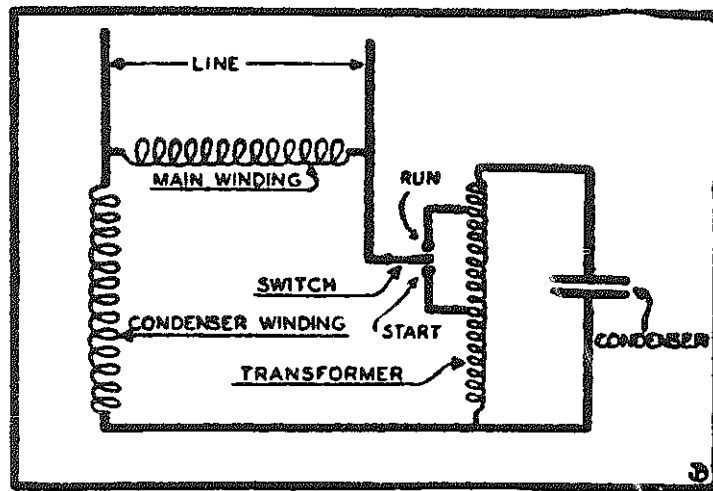 LINE
MAIN WINDING
RUN
SWITCH
CONDENSER WINDING
START
CONDENSER
TRANSFORMER